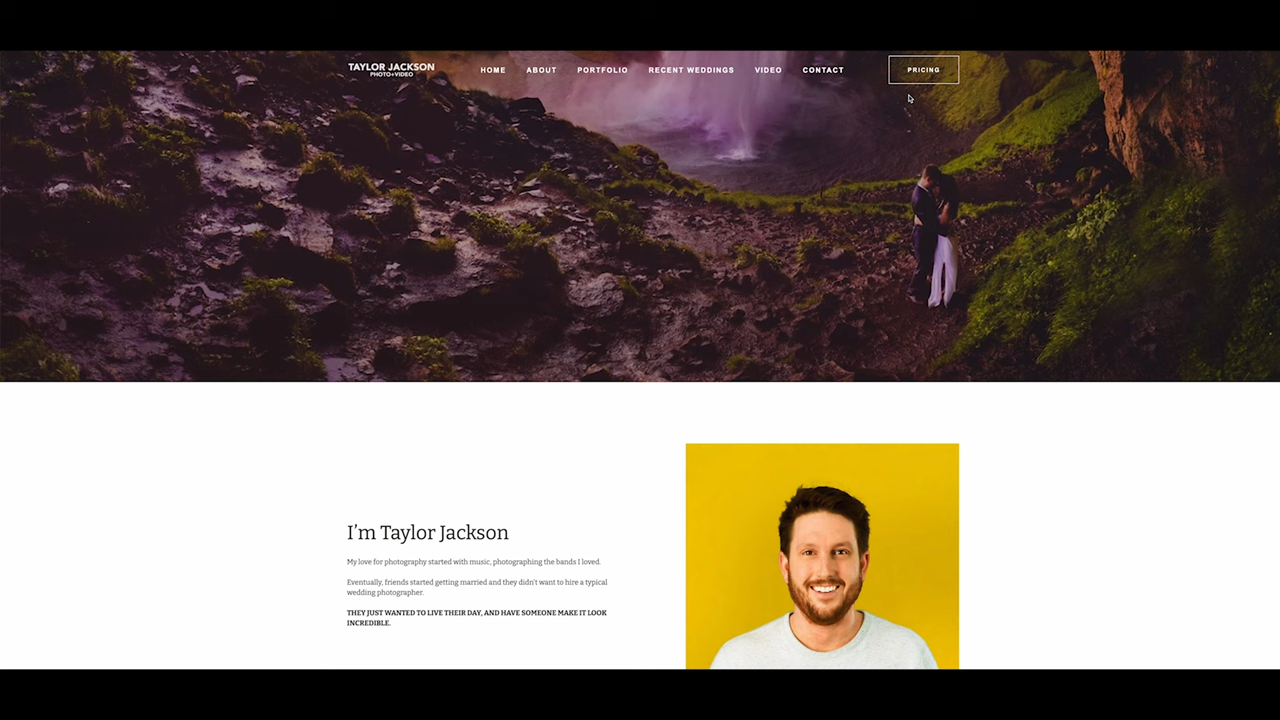 TAYLOR JACKSON
PHOTO+VIDEO
HOME ABOUT PORTFOLIO RECENT WEDDINGS VIDEO CONTACT PRICING
I'm Taylor Jackson
My love for photography started with music, photographing the bands I loved.
Eventually, friends started getting married and they didn't want to hire a typical
wedding photographer.
THEY JUST WANTED TO LIVE THEIR DAY, AND HAVE SOMEONE MAKE IT LOOK
INCREDIBLE.